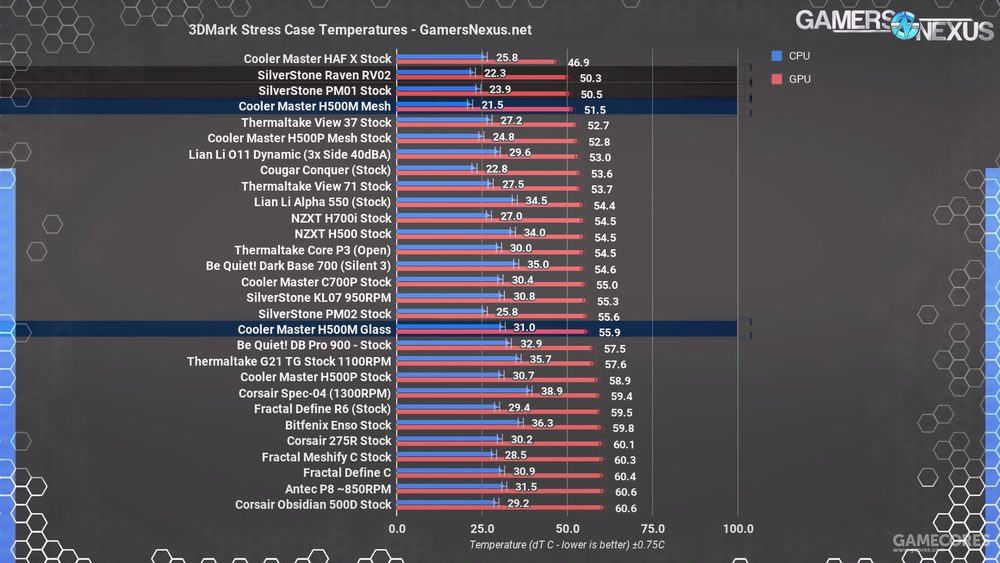 3DMark Stress Case Temperatures - GamersNexus.net
GAMERS NEXUS
CPU
GPU
Cooler Master HAF X Stock 25.8 46.9
SilverStone Raven RV02 22.3 50.3
SilverStone PM01 Stock 23.9 50.5
Cooler Master H500M Mesh 21.5 51.5
Thermaltake View 37 Stock 27.2 52.7
Cooler Master H500P Mesh Stock 24.8 52.8
Lian Li O11 Dynamic (3x Side 40dBA) 29.6 53.0
Cougar Conquer (Stock) 22.8 53.6
Thermaltake View 71 Stock 27.5 53.7
Lian Li Alpha 550 (Stock) 34.5 54.4
NZXT H700i Stock 27.0 54.5
NZXT H500 Stock 34.0 54.5
Thermaltake Core P3 (Open) 30.0 54.5
Be Quiet! Dark Base 700 (Silent 3) 35.0 54.6
Cooler Master C700P Stock 30.4 55.0
SilverStone KL07 950RPM 30.8 55.3
SilverStone PM02 Stock 25.8 55.6
Cooler Master H500M Glass 31.0 55.9
Be Quiet! DB Pro 900 - Stock 32.9 57.5
Thermaltake G21 TG Stock 1100RPM 35.7 57.6
Cooler Master H500P Stock 30.7 58.9
Corsair Spec-04 (1300RPM) 38.9 59.4
Fractal Define R6 (Stock) 29.4 59.5
Bitfenix Enso Stock 36.3 59.8
Corsair 275R Stock 30.2 60.1
Fractal Meshify C Stock 28.5 60.3
Fractal Define C 30.9 60.4
Antec P8 ~850RPM 31.5 60.6
Corsair Obsidian 500D Stock 29.2 60.6
0.0 25.0 50.0 75.0 100.0
Temperature (dT C - lower is better) ±0.75C
GAMECORES